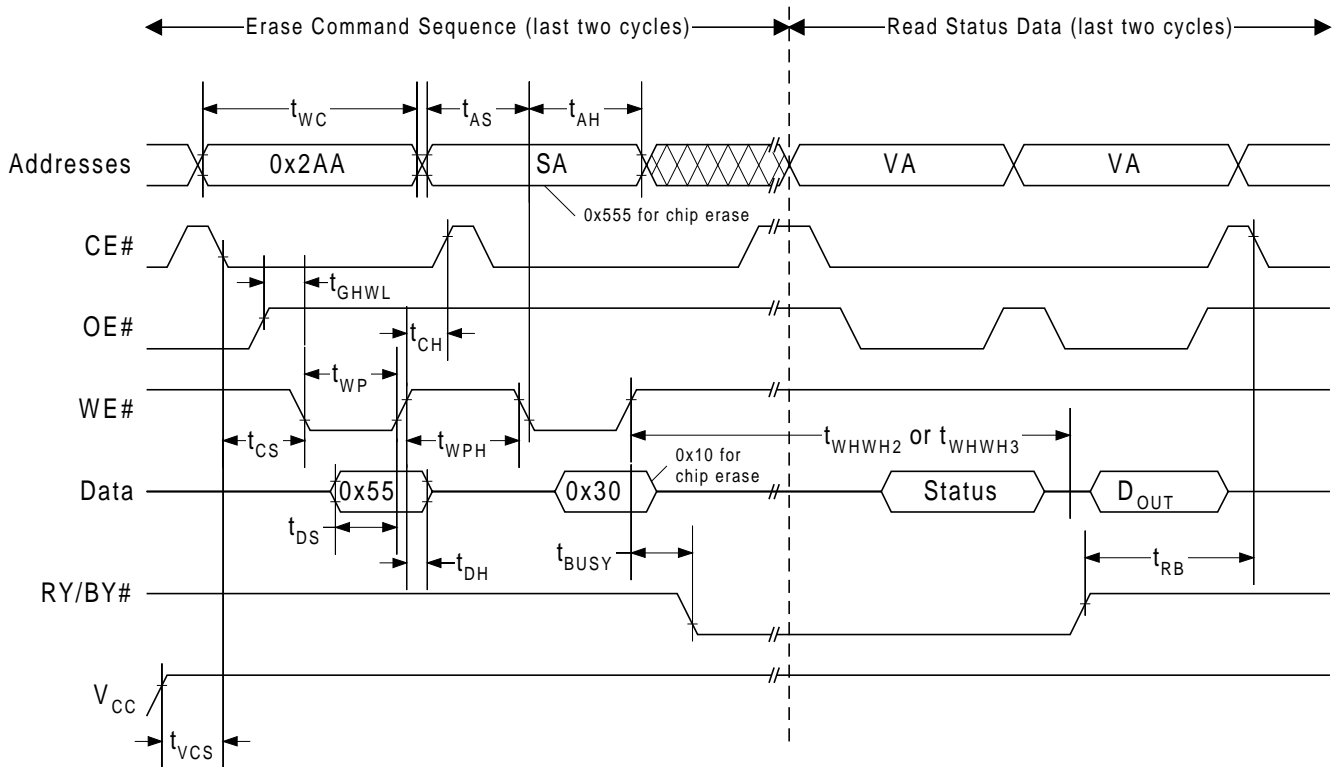 Erase Command Sequence (last two cycles)
Read Status Data (last two cycles)
tWC
tAS
tAH
Addresses
0x2AA
SA
VA
VA
0x555 for chip erase
CE#
tGHWL
OE#
tCH
tWP
WE#
tCS
tWPH
tWHWH2 or tWHWH3
0x10 for
chip erase
Data
0x55
0x30
Status
DOUT
tDS
tDH
tBUSY
tRB
RY/BY#
VCC
tVCS